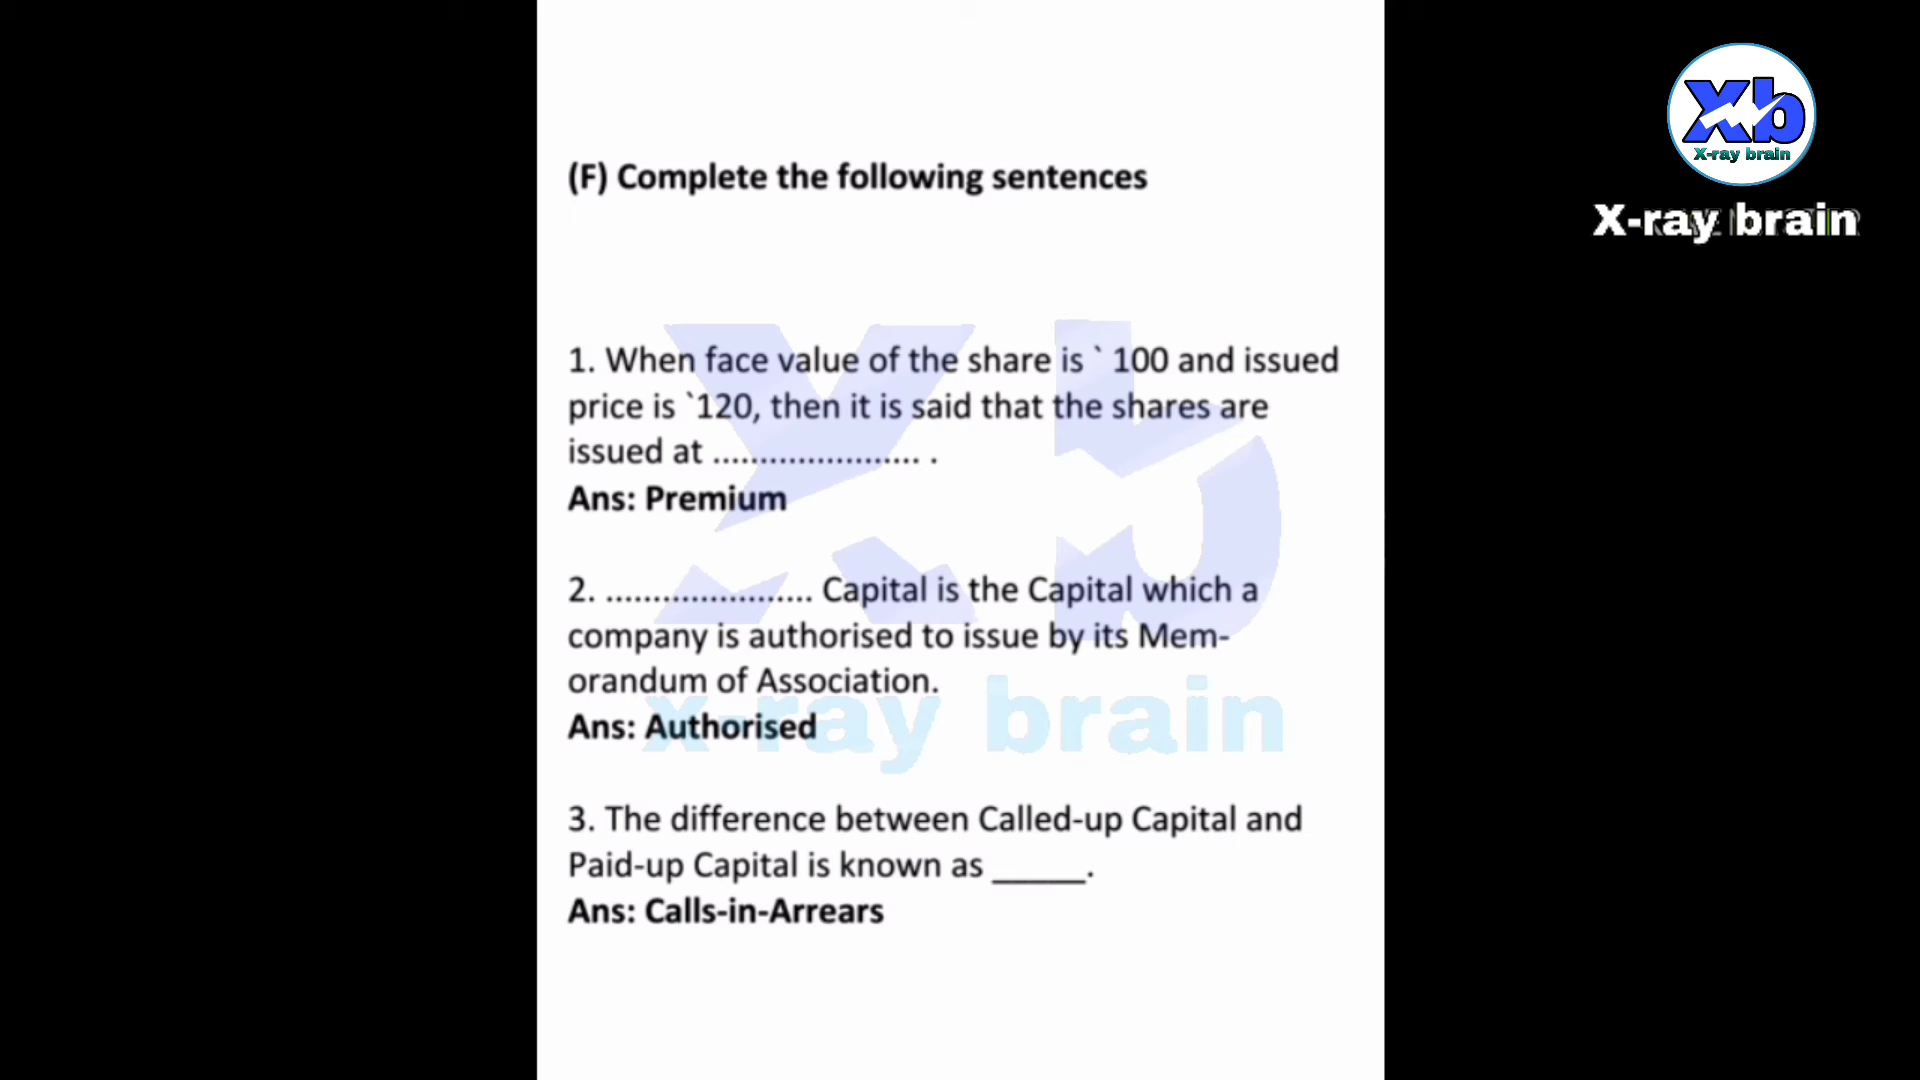 (F) Complete the following sentences
1. When face value of the share is ` 100 and issued
price is `120, then it is said that the shares are
issued at ...................... .
Ans: Premium
2. ...................... Capital is the Capital which a
company is authorised to issue by its Mem-
orandum of Association.
Ans: Authorised
3. The difference between Called-up Capital and
Paid-up Capital is known as _____.
Ans: Calls-in-Arrears
Xb
X-ray brain
X-ray brain
Xb
x-ray brain